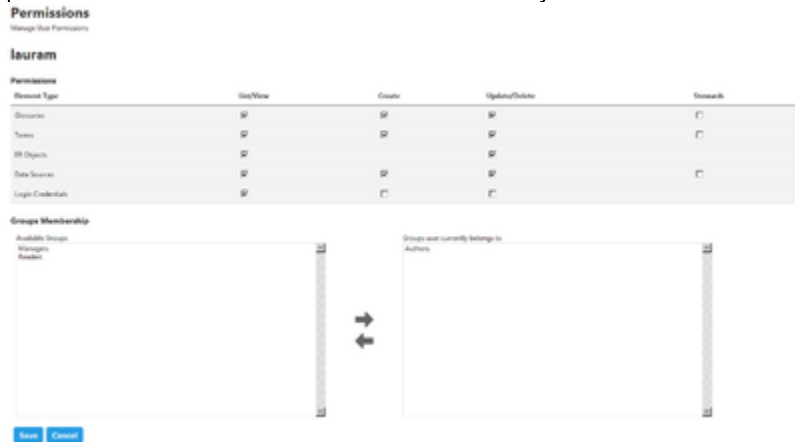 Permissions
Manage User Permissions
lauram
Permissions
Element Type List/View Create Update/Delete Stewards
Glossaries
Terms
BI Objects
Data Sources
Login Credentials
Groups Membership
Available Groups Groups user currently belongs to
Managers Authors
Readers
Save Cancel